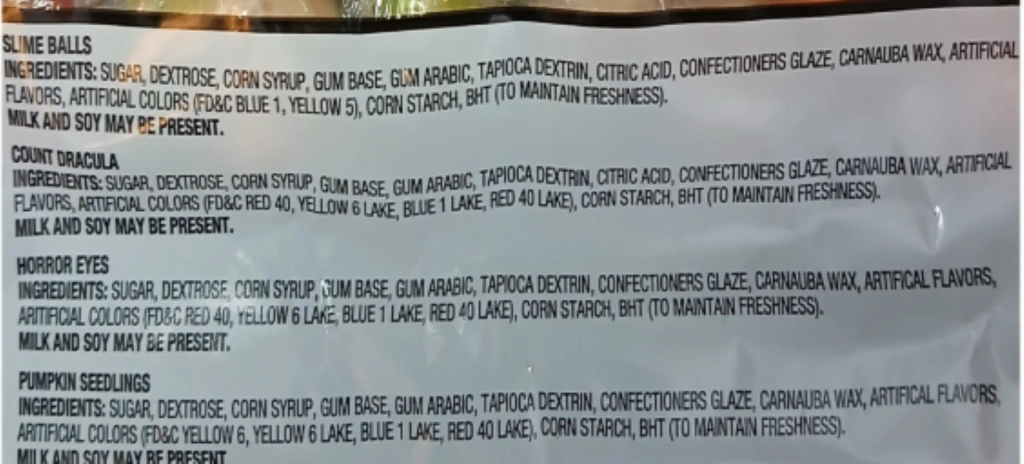 SLIME BALLS
INGREDIENTS: SUGAR, DEXTROSE, CORN SYRUP, GUM BASE, GUM ARABIC, TAPIOCA DEXTRIN, CITRIC ACID, CONFECTIONERS GLAZE, CARNAUBA WAX, ARTIFICIAL
FLAVORS, ARTIFICIAL COLORS (FD&C BLUE 1, YELLOW 5), CORN STARCH, BHT (TO MAINTAIN FRESHNESS).
MILK AND SOY MAY BE PRESENT.
COUNT DRACULA
INGREDIENTS: SUGAR, DEXTROSE, CORN SYRUP, GUM BASE, GUM ARABIC, TAPIOCA DEXTRIN, CITRIC ACID, CONFECTIONERS GLAZE, CARNAUBA WAX, ARTIFICIAL
FLAVORS, ARTIFICIAL COLORS (FD&C RED 40, YELLOW 6 LAKE, BLUE 1 LAKE, RED 40 LAKE), CORN STARCH, BHT (TO MAINTAIN FRESHNESS).
MILK AND SOY MAY BE PRESENT.
HORROR EYES
INGREDIENTS: SUGAR, DEXTROSE, CORN SYRUP, GUM BASE, GUM ARABIC, TAPIOCA DEXTRIN, CONFECTIONERS GLAZE, CARNAUBA WAX, ARTIFICAL FLAVORS,
ARITIFICIAL COLORS (FD&C RED 40, YELLOW 6 LAKE, BLUE 1 LAKE, RED 40 LAKE), CORN STARCH, BHT (TO MAINTAIN FRESHNESS).
MILK AND SOY MAY BE PRESENT.
PUMPKIN SEEDLINGS
INGREDIENTS: SUGAR, DEXTROSE, CORN SYRUP, GUM BASE, GUM ARABIC, TAPIOCA DEXTRIN, CONFECTIONERS GLAZE, CARNAUBA WAX, ARTIFICAL FLAVORS,
ARITIFICIAL COLORS (FD&C YELLOW 6, YELLOW 6 LAKE, BLUE 1 LAKE, RED 40 LAKE), CORN STARCH, BHT (TO MAINTAIN FRESHNESS).
MILK AND SOY MAY BE PRESENT